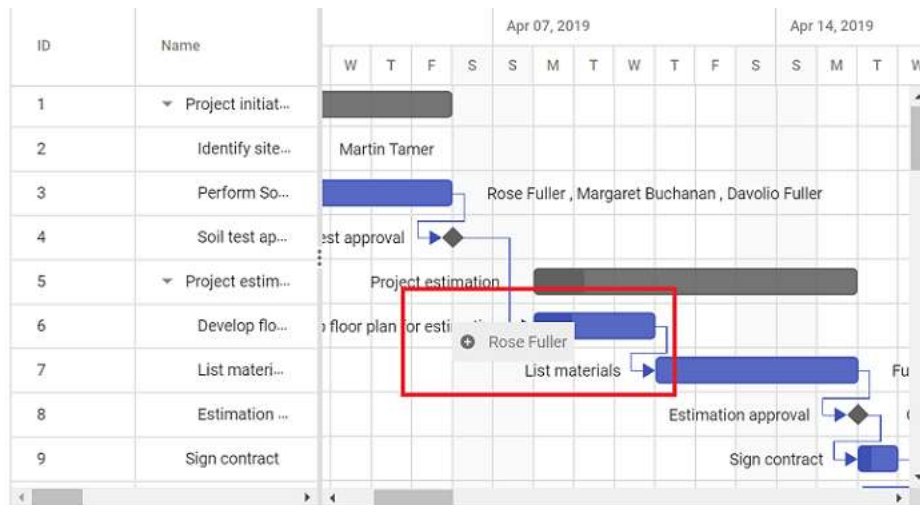 Apr 07, 2019 Apr 14, 2019
ID Name
W T F S S M T W T F S S M T W
1 Project initiat...
2 Identify site... Martin Tamer
3 Perform So... Rose Fuller , Margaret Buchanan , Davolio Fuller
4 Soil test ap... est approval
5 Project estim... Project estimation
6 Develop flo... floor plan for esti
Rose Fuller
7 List materi... List materials Fu
8 Estimation ... Estimation approval
9 Sign contract Sign contract